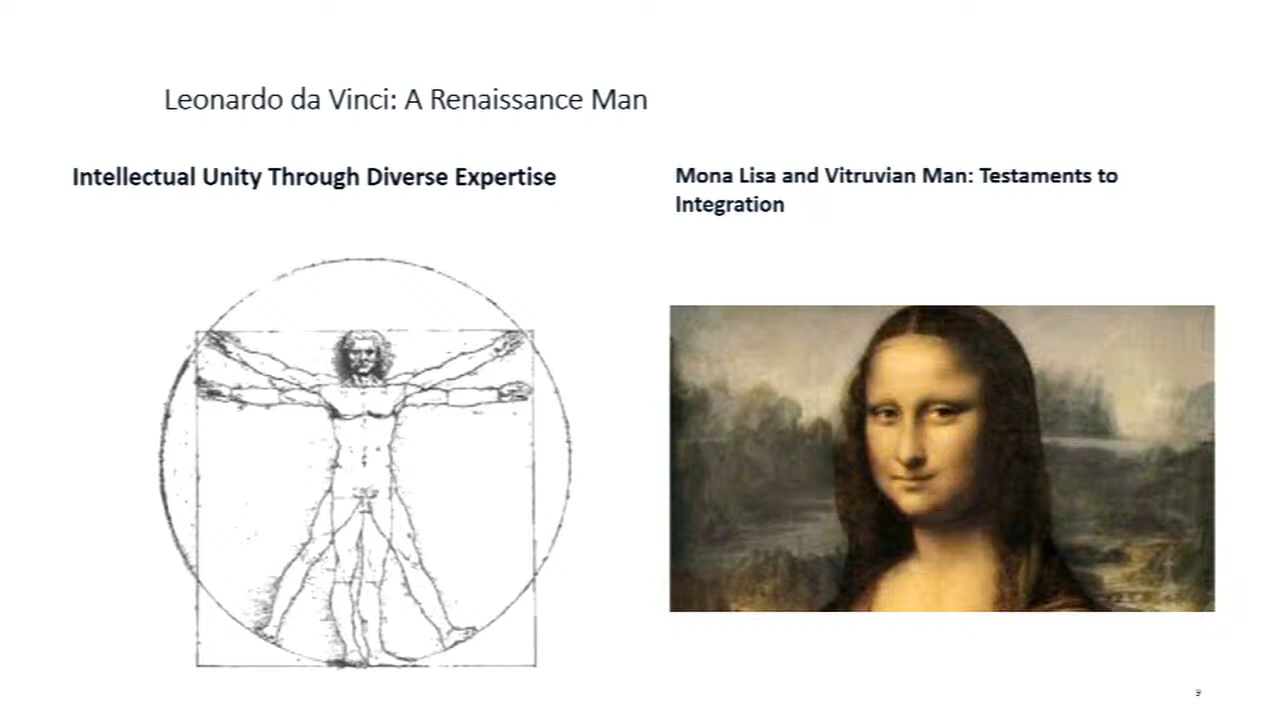 Leonardo da Vinci: A Renaissance Man
Intellectual Unity Through Diverse Expertise
Mona Lisa and Vitruvian Man: Testaments to
Integration
9